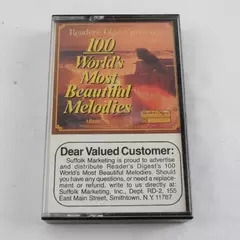 Reader's Digest
100
World's
Most
Beautiful
Melodies
Dear Valued Customer:
Suffolk Marketing is proud to advertise
and distribute Reader's Digest's 100
World's Most Beautiful Melodies. Should
you have any questions, or need a replace-
ment or refund, write to us directly at:
Suffolk Marketing, Inc., Dept. RD-2, 155
East Main Street, Smithtown, N.Y. 11787